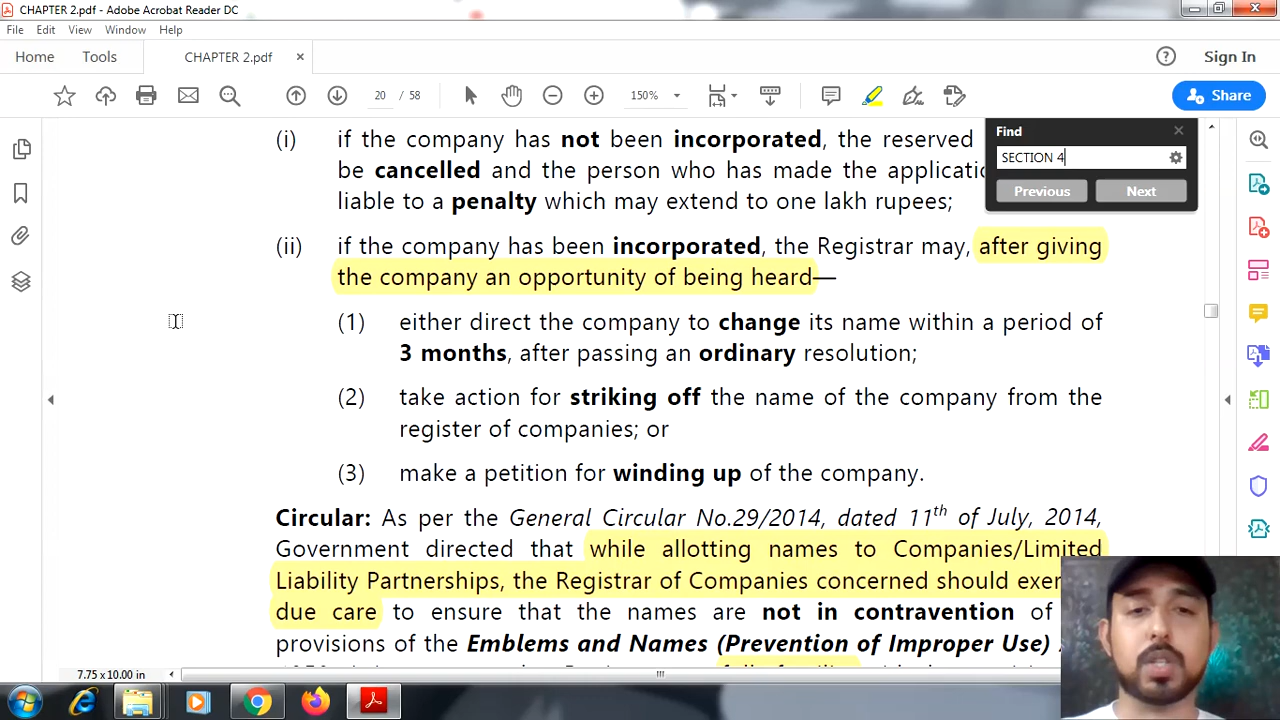 CHAPTER 2.pdf - Adobe Acrobat Reader DC
File Edit View Window Help
Home Tools CHAPTER 2.pdf × Sign In
20 / 58 150% Share
Find
SECTION 4
Previous Next
(i) if the company has not been incorporated, the reserved
be cancelled and the person who has made the applicati
liable to a penalty which may extend to one lakh rupees;
(ii) if the company has been incorporated, the Registrar may, after giving
the company an opportunity of being heard—
(1) either direct the company to change its name within a period of
3 months, after passing an ordinary resolution;
(2) take action for striking off the name of the company from the
register of companies; or
(3) make a petition for winding up of the company.
Circular: As per the General Circular No.29/2014, dated 11th of July, 2014,
Government directed that while allotting names to Companies/Limited
Liability Partnerships, the Registrar of Companies concerned should exer
due care to ensure that the names are not in contravention of
provisions of the Emblems and Names (Prevention of Improper Use)
7.75 x 10.00 in